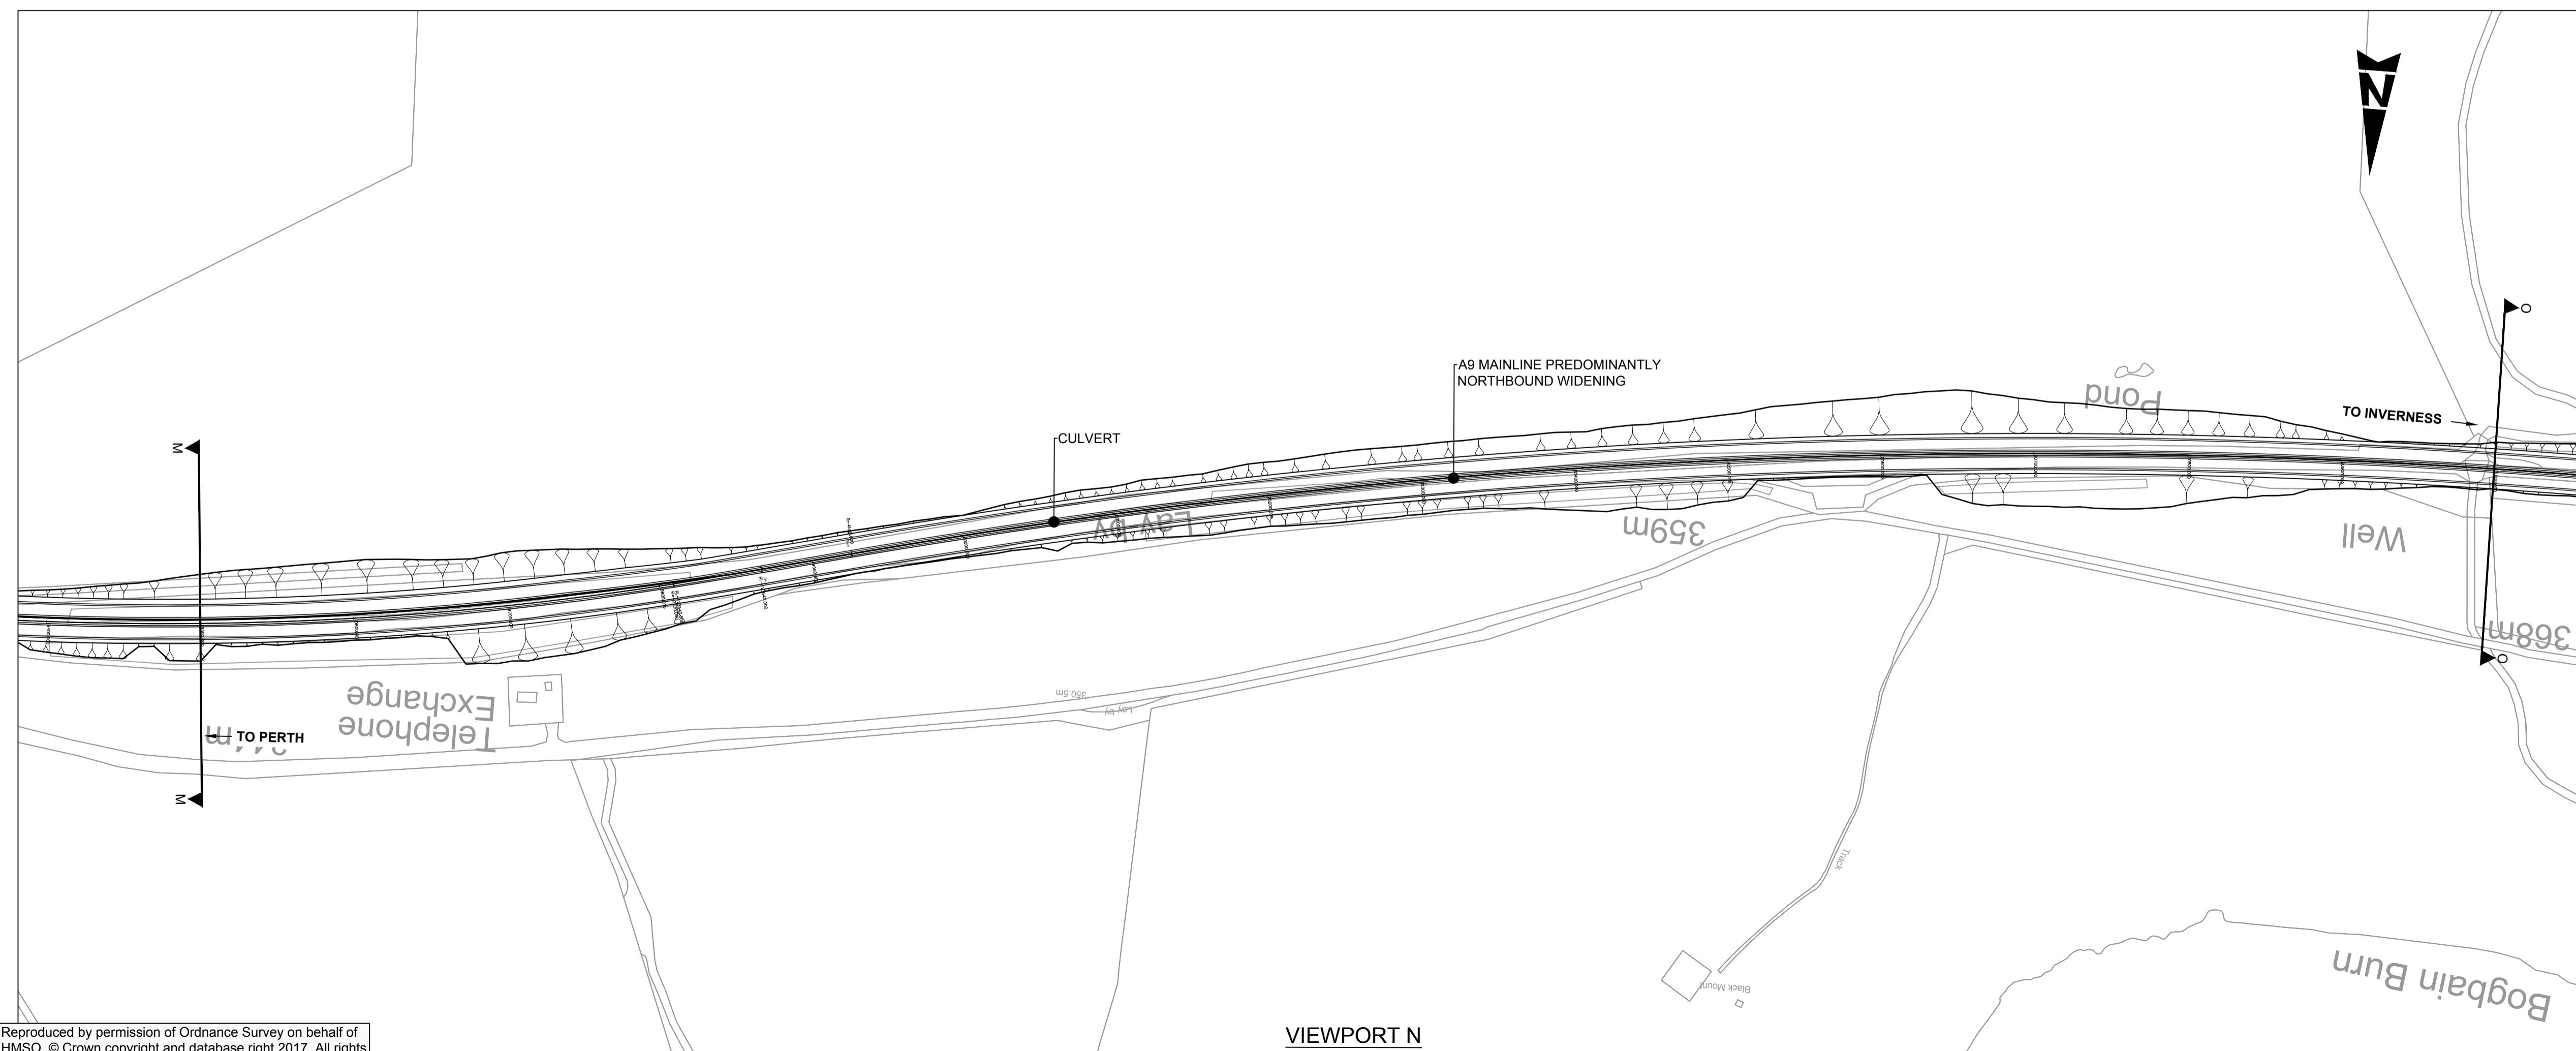 N
O
A9 MAINLINE PREDOMINANTLY
NORTHBOUND WIDENING
Pond
TO INVERNESS
M
CULVERT
Lay-by
359m
Well
368m
O
Telephone
Exchange
TO PERTH
350.5m
Lay by
M
Track
Black Mount
Bogbain Burn
Reproduced by permission of Ordnance Survey on behalf of
HMSO. © Crown copyright and database right 2017. All rights
VIEWPORT N